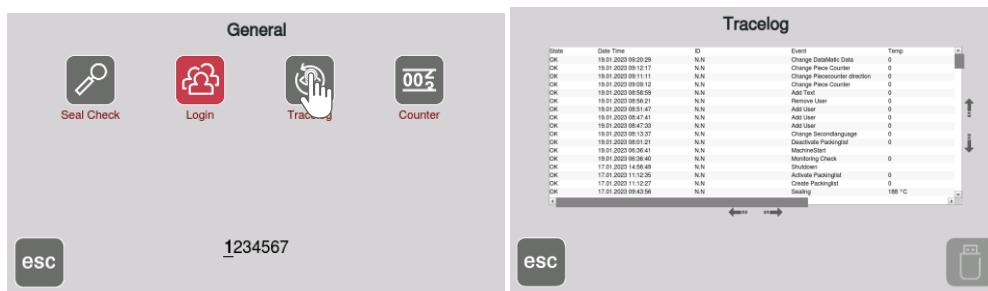 General
Seal Check
Login
Tracelog
Counter
1234567
esc
Tracelog
State Date Time ID Event Temp
OK 19.01.2023 09:20:29 N.N Change DataMatic Data 0
OK 19.01.2023 09:12:17 N.N Change Piece Counter 0
OK 19.01.2023 09:11:11 N.N Change Piececounter direction 0
OK 19.01.2023 09:09:12 N.N Change Piece Counter 0
OK 19.01.2023 08:58:59 N.N Add Text 0
OK 19.01.2023 08:56:21 N.N Remove User 0
OK 19.01.2023 08:51:47 N.N Add User 0
OK 19.01.2023 08:47:41 N.N Add User 0
OK 19.01.2023 08:47:33 N.N Add User 0
OK 19.01.2023 08:13:37 N.N Change Secondlanguage 0
OK 19.01.2023 08:01:21 N.N Deactivate Packinglist 0
OK 19.01.2023 06:36:41 N.N MachineStart
OK 19.01.2023 06:36:40 N.N Monitoring Check 0
OK 17.01.2023 14:56:49 N.N Shutdown
OK 17.01.2023 11:12:35 N.N Activate Packinglist 0
OK 17.01.2023 11:12:27 N.N Create Packinglist 0
OK 17.01.2023 09:43:56 N.N Sealing 188 °C
esc